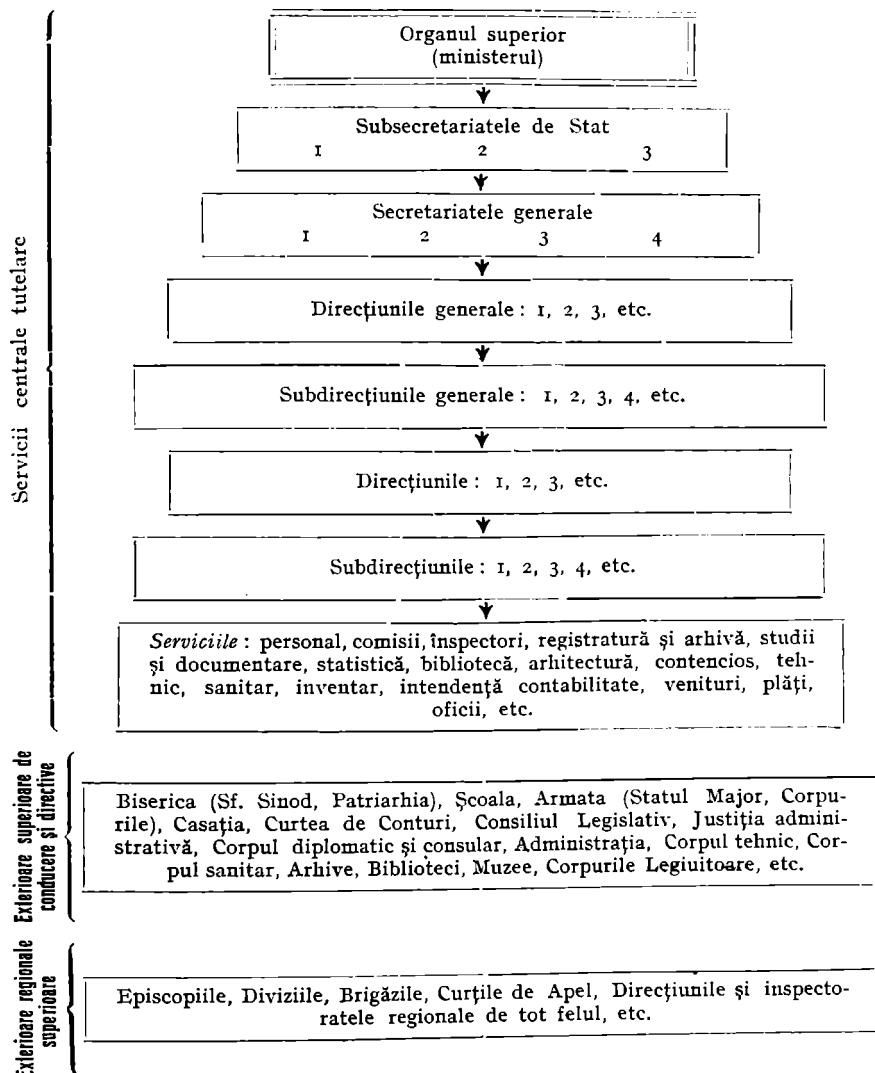 Organul superior
(ministerul)
Subsecretariatele de Stat
1 2 3
Secretariatele generale
1 2 3 4
Direcțiunile generale : 1, 2, 3, etc.
Subdirecțiunile generale : 1, 2, 3, 4, etc.
Direcțiunile : 1, 2, 3, etc.
Subdirecțiunile : 1, 2, 3, 4, etc.
Serviciile : personal, comisii, înspectori, registratură și arhivă, studii
și documentare, statistică, bibliotecă, arhitectură, contencios, teh-
nic, sanitar, inventar, intendență contabilitate, venituri, plăți,
oficii, etc.
Servicii centrale tutelare
Exterioare superioare de
conducere și directive
Biserica (Sf. Sinod, Patriarhia), Școala, Armata (Statul Major, Corpu-
rile), Casația, Curtea de Conturi, Consiliul Legislativ, Justiția admini-
strativă, Corpul diplomatic și consular, Administrația, Corpul tehnic, Cor-
pul sanitar, Arhive, Biblioteci, Muzee, Corpurile Legiuitoare, etc.
Exterioare regionale
superioare
Episcopiile, Diviziile, Brigăzile, Curțile de Apel, Direcțiunile și inspecto-
ratele regionale de tot felul, etc.